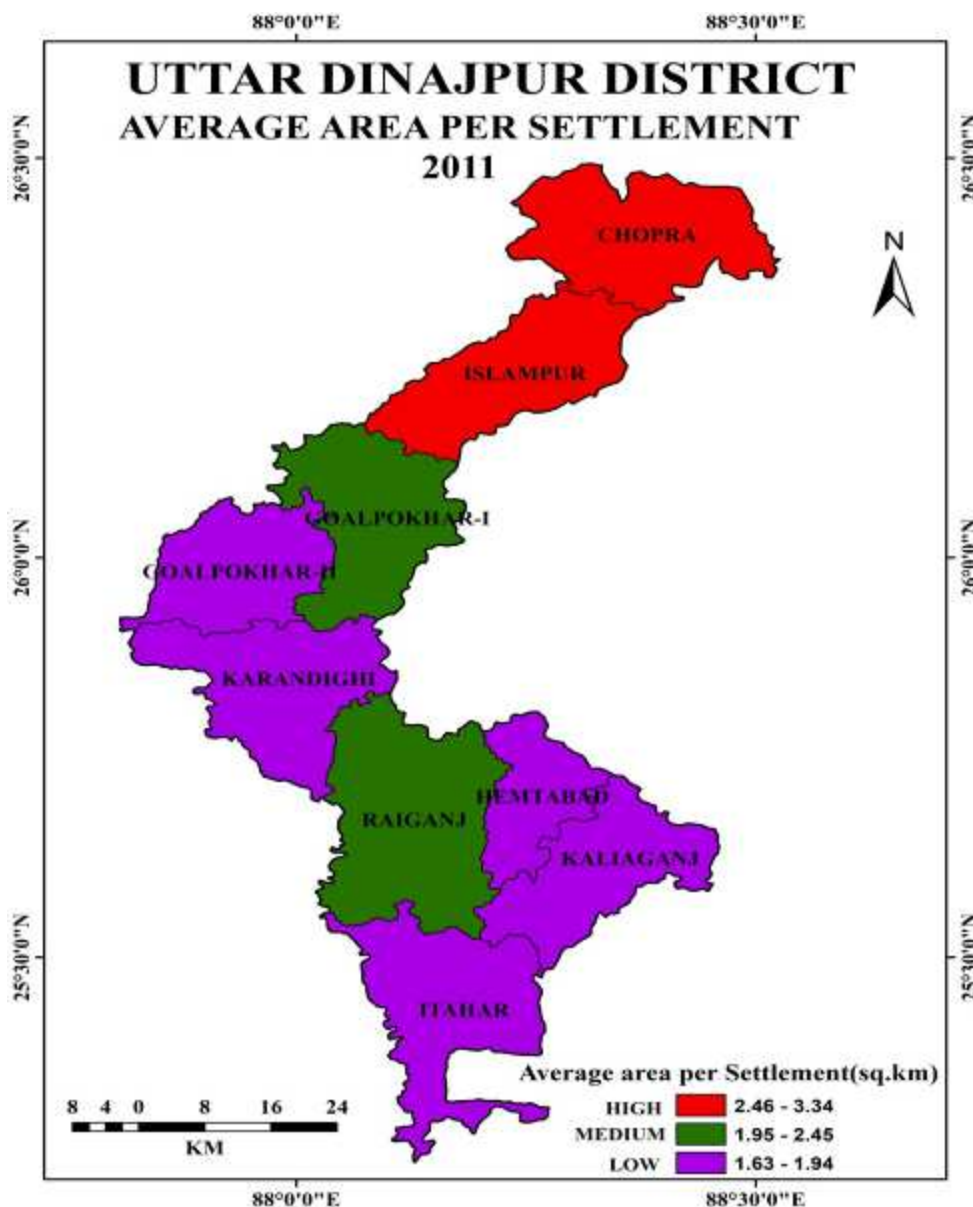 88°0'0"E 88°30'0"E
UTTAR DINAJPUR DISTRICT
AVERAGE AREA PER SETTLEMENT
2011
26°30'0"N 26°30'0"N
CHOPRA
N
ISLAMPUR
GOALPOKHAR-I
26°0'0"N 26°0'0"N
GOALPOKHAR-II
KARANDIGHI
HEMTABAD
RAIGANJ
KALIAGANJ
25°30'0"N 25°30'0"N
ITAHAR
Average area per Settlement(sq.km)
HIGH 2.46 - 3.34
MEDIUM 1.95 - 2.45
LOW 1.63 - 1.94
8 4 0 8 16 24
KM
88°0'0"E 88°30'0"E